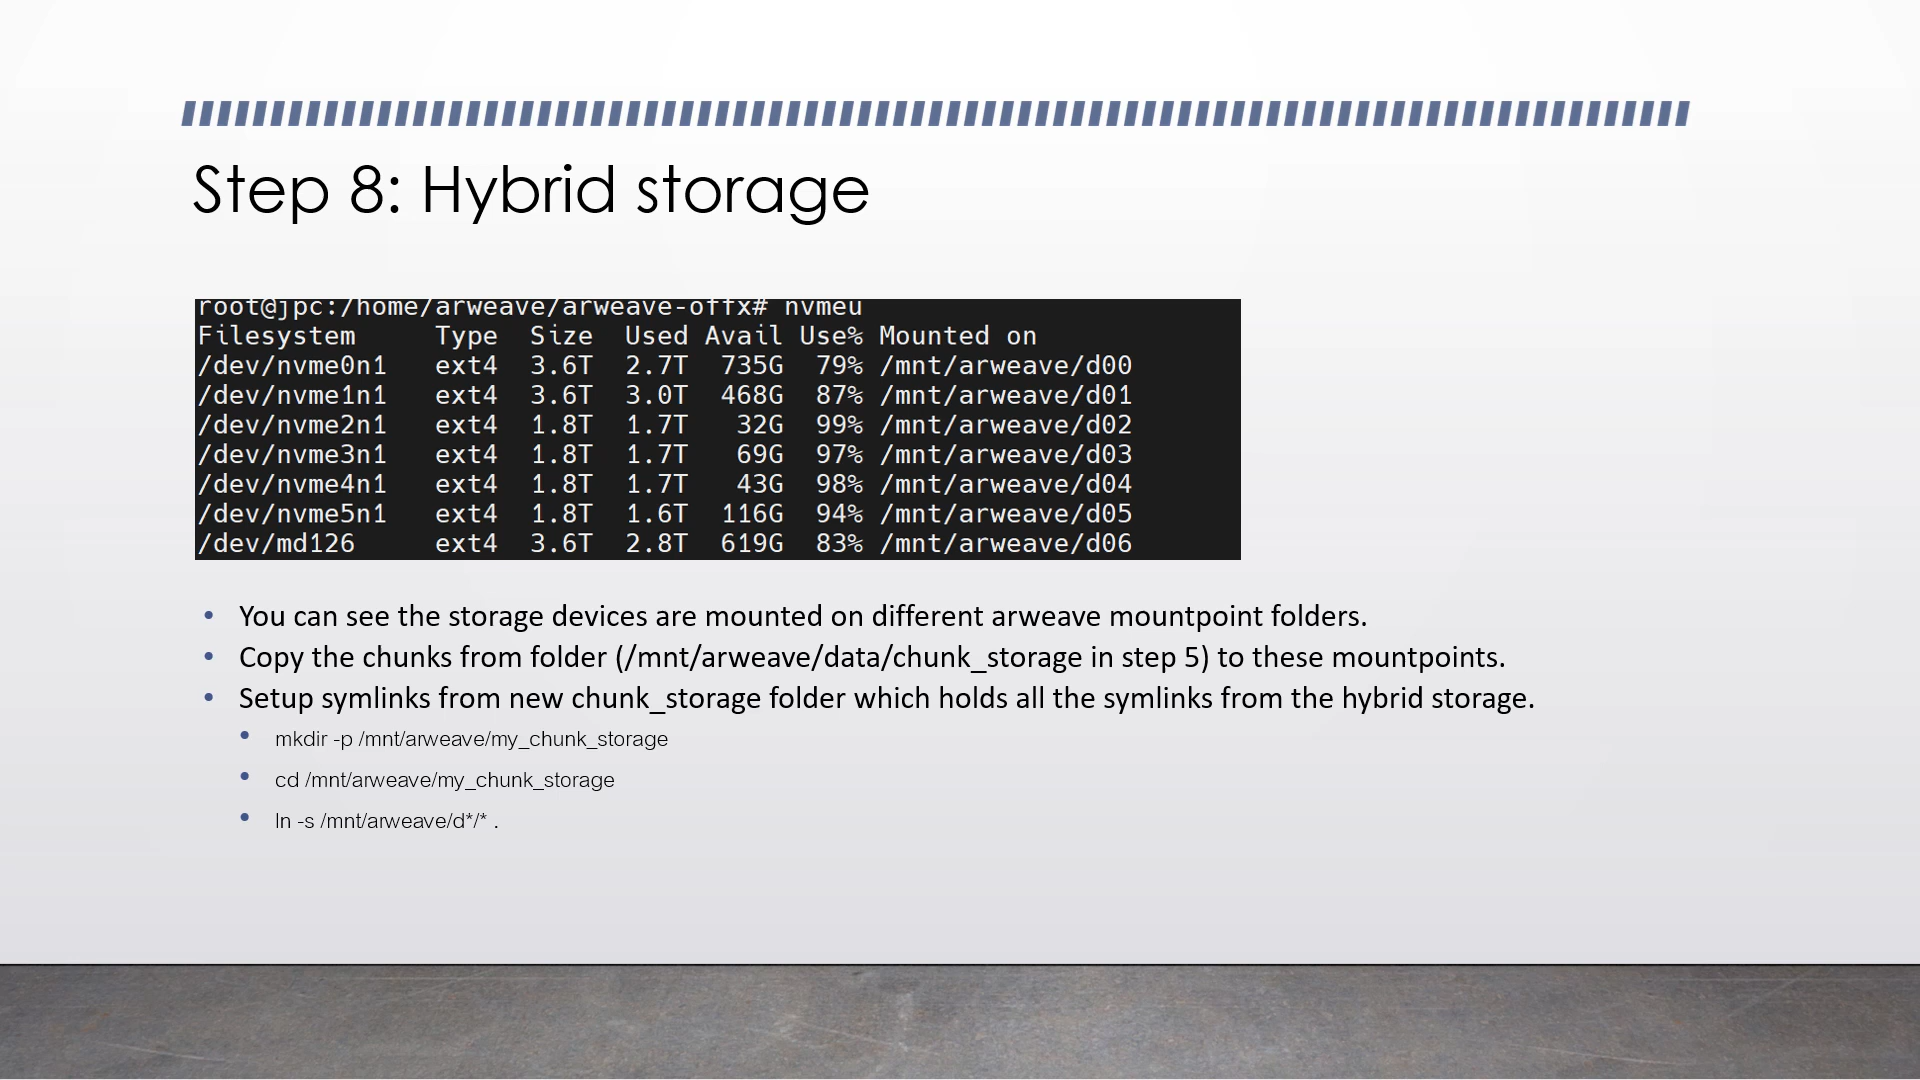 Step 8: Hybrid storage
root@jpc:/home/arweave/arweave-offx# nvmeu
Filesystem     Type  Size  Used Avail Use% Mounted on
/dev/nvme0n1   ext4  3.6T  2.7T  735G  79% /mnt/arweave/d00
/dev/nvme1n1   ext4  3.6T  3.0T  468G  87% /mnt/arweave/d01
/dev/nvme2n1   ext4  1.8T  1.7T   32G  99% /mnt/arweave/d02
/dev/nvme3n1   ext4  1.8T  1.7T   69G  97% /mnt/arweave/d03
/dev/nvme4n1   ext4  1.8T  1.7T   43G  98% /mnt/arweave/d04
/dev/nvme5n1   ext4  1.8T  1.6T  116G  94% /mnt/arweave/d05
/dev/md126     ext4  3.6T  2.8T  619G  83% /mnt/arweave/d06
• You can see the storage devices are mounted on different arweave mountpoint folders.
• Copy the chunks from folder (/mnt/arweave/data/chunk_storage in step 5) to these mountpoints.
• Setup symlinks from new chunk_storage folder which holds all the symlinks from the hybrid storage.
• mkdir -p /mnt/arweave/my_chunk_storage
• cd /mnt/arweave/my_chunk_storage
• ln -s /mnt/arweave/d*/* .